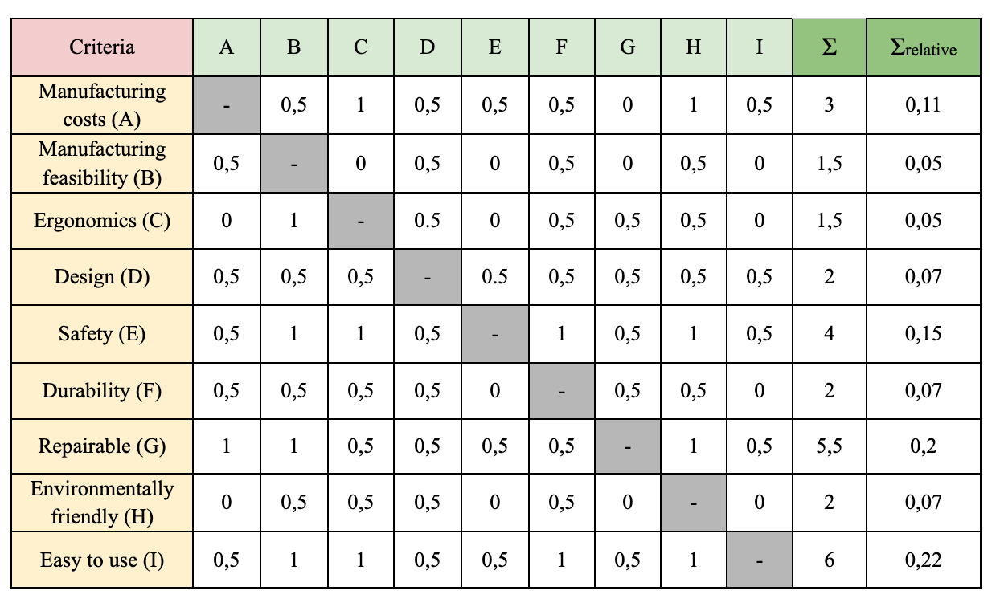 Criteria A B C D E F G H I Σ Σrelative
Manufacturing
costs (A) - 0,5 1 0,5 0,5 0,5 0 1 0,5 3 0,11
Manufacturing
feasibility (B) 0,5 - 0 0,5 0 0,5 0 0,5 0 1,5 0,05
Ergonomics (C) 0 1 - 0.5 0 0,5 0,5 0,5 0 1,5 0,05
Design (D) 0,5 0,5 0,5 - 0.5 0,5 0,5 0,5 0,5 2 0,07
Safety (E) 0,5 1 1 0,5 - 1 0,5 1 0,5 4 0,15
Durability (F) 0,5 0,5 0,5 0,5 0 - 0,5 0,5 0 2 0,07
Repairable (G) 1 1 0,5 0,5 0,5 0,5 - 1 0,5 5,5 0,2
Environmentally
friendly (H) 0 0,5 0,5 0,5 0 0,5 0 - 0 2 0,07
Easy to use (I) 0,5 1 1 0,5 0,5 1 0,5 1 - 6 0,22